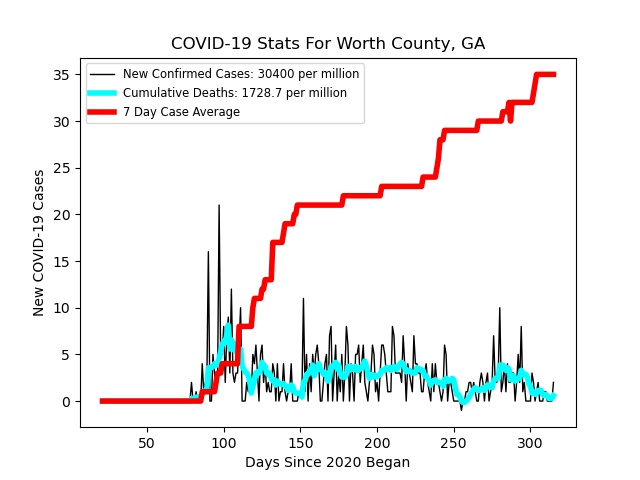 COVID-19 Stats For Worth County, GA
New Confirmed Cases: 30400 per million
Cumulative Deaths: 1728.7 per million
7 Day Case Average
New COVID-19 Cases
35
30
25
20
15
10
5
0
50 100 150 200 250 300
Days Since 2020 Began